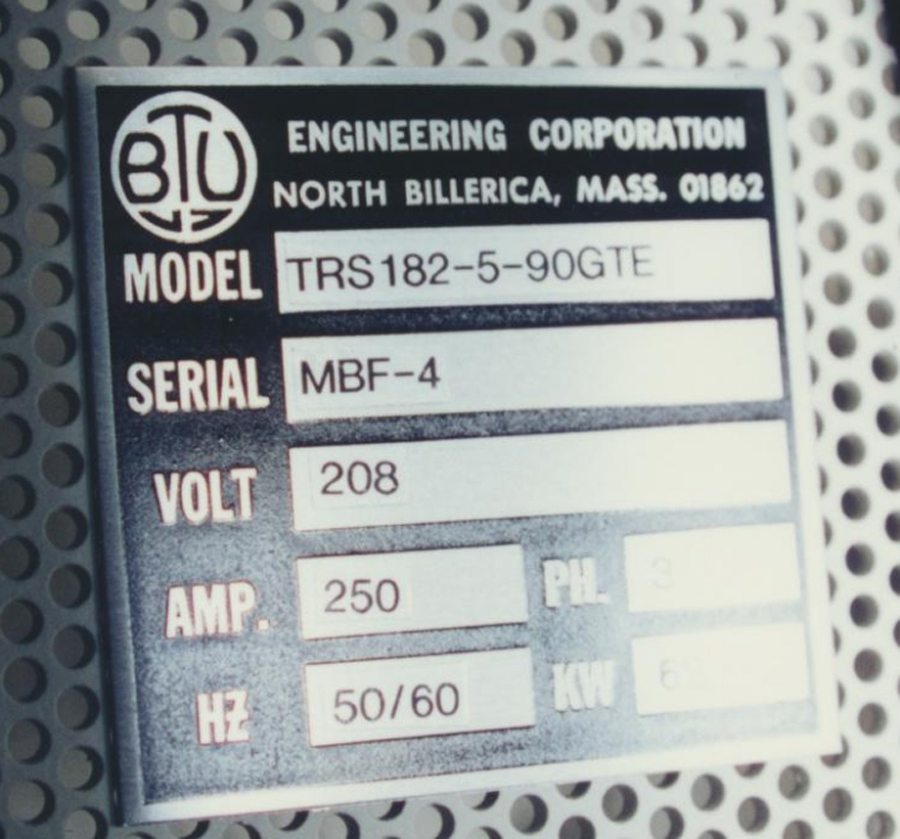 BTU ENGINEERING CORPORATION
NORTH BILLERICA, MASS. 01862
MODEL TRS182-5-90GTE
SERIAL MBF-4
VOLT 208
AMP. 250 PH. 3
HZ 50/60 KW